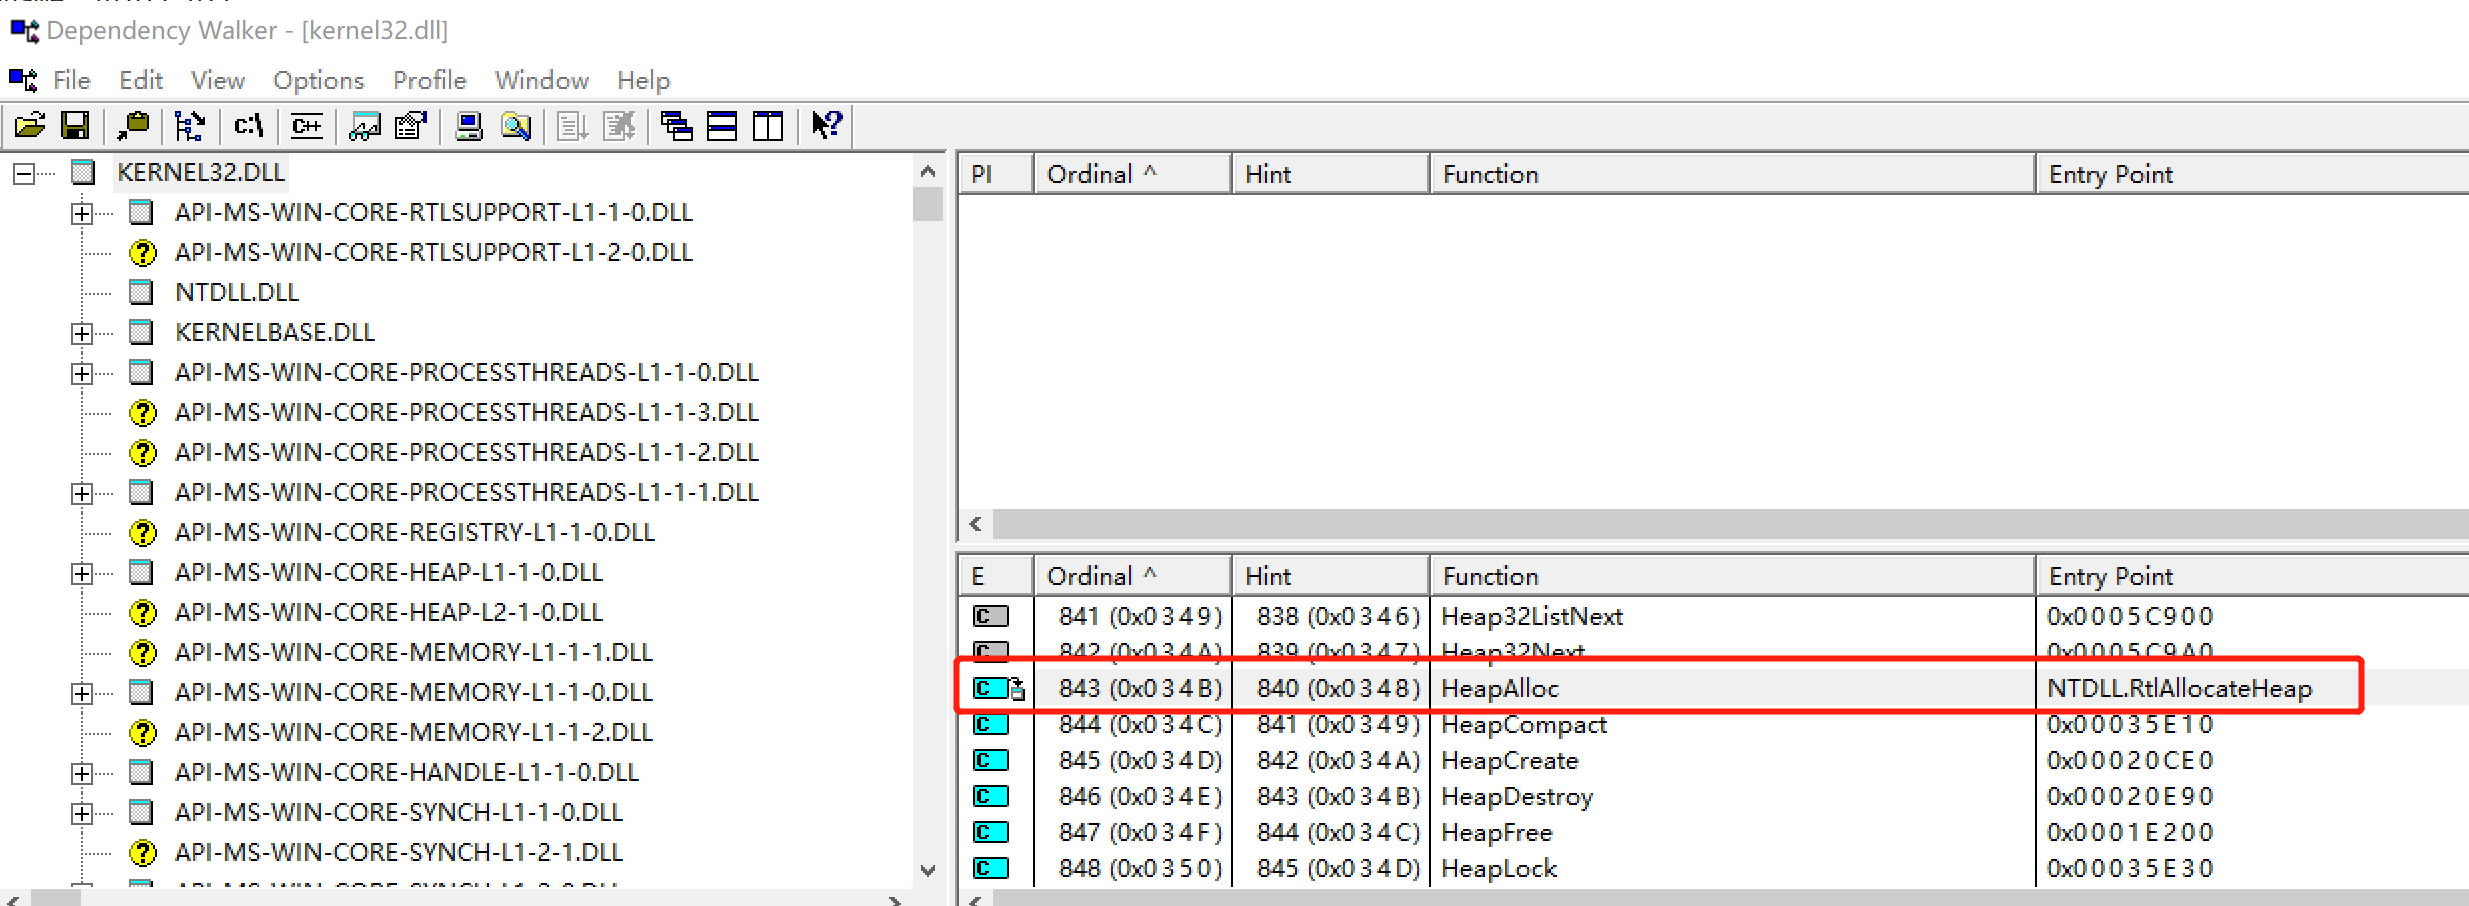 Dependency Walker - [kernel32.dll]
File Edit View Options Profile Window Help
C:\ C++
KERNEL32.DLL
API-MS-WIN-CORE-RTLSUPPORT-L1-1-0.DLL
API-MS-WIN-CORE-RTLSUPPORT-L1-2-0.DLL
NTDLL.DLL
KERNELBASE.DLL
API-MS-WIN-CORE-PROCESSTHREADS-L1-1-0.DLL
API-MS-WIN-CORE-PROCESSTHREADS-L1-1-3.DLL
API-MS-WIN-CORE-PROCESSTHREADS-L1-1-2.DLL
API-MS-WIN-CORE-PROCESSTHREADS-L1-1-1.DLL
API-MS-WIN-CORE-REGISTRY-L1-1-0.DLL
API-MS-WIN-CORE-HEAP-L1-1-0.DLL
API-MS-WIN-CORE-HEAP-L2-1-0.DLL
API-MS-WIN-CORE-MEMORY-L1-1-1.DLL
API-MS-WIN-CORE-MEMORY-L1-1-0.DLL
API-MS-WIN-CORE-MEMORY-L1-1-2.DLL
API-MS-WIN-CORE-HANDLE-L1-1-0.DLL
API-MS-WIN-CORE-SYNCH-L1-1-0.DLL
API-MS-WIN-CORE-SYNCH-L1-2-1.DLL
PI Ordinal ^ Hint Function Entry Point
E Ordinal ^ Hint Function Entry Point
C 841 (0x0349) 838 (0x0346) Heap32ListNext 0x0005C900
C 842 (0x034A) 839 (0x0347) Heap32Next 0x0005C9A0
C 843 (0x034B) 840 (0x0348) HeapAlloc NTDLL.RtlAllocateHeap
C 844 (0x034C) 841 (0x0349) HeapCompact 0x00035E10
C 845 (0x034D) 842 (0x034A) HeapCreate 0x00020CE0
C 846 (0x034E) 843 (0x034B) HeapDestroy 0x00020E90
C 847 (0x034F) 844 (0x034C) HeapFree 0x0001E200
C 848 (0x0350) 845 (0x034D) HeapLock 0x00035E30